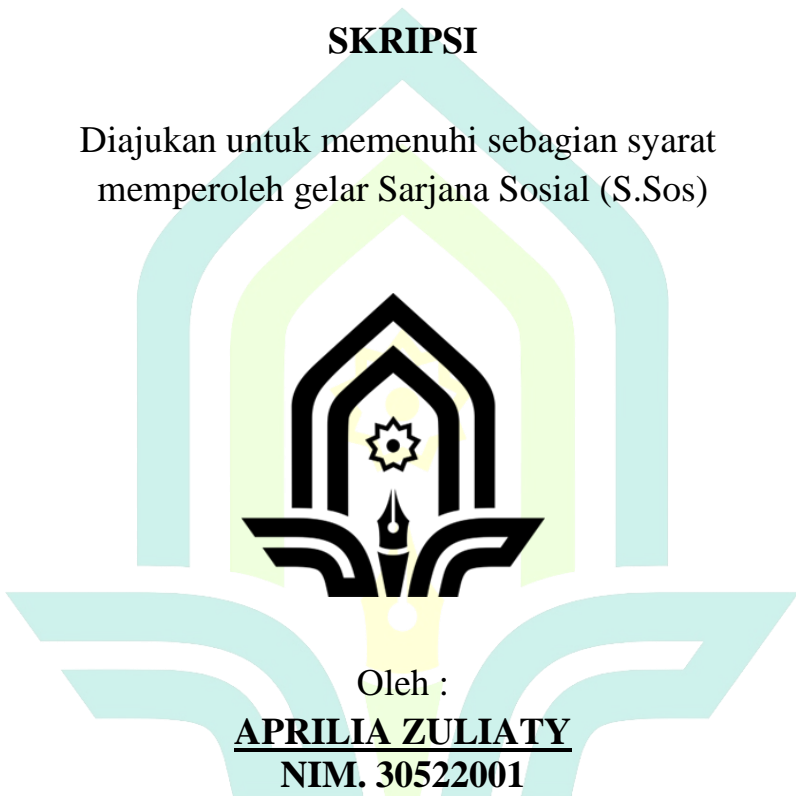 SKRIPSI
Diajukan untuk memenuhi sebagian syarat
memperoleh gelar Sarjana Sosial (S.Sos)
Oleh :
APRILIA ZULIATY
NIM. 30522001